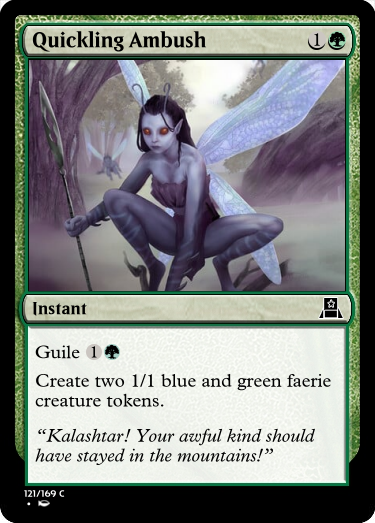 Quickling Ambush 1
Instant
Guile 1
Create two 1/1 blue and green faerie
creature tokens.
“Kalashtar! Your awful kind should
have stayed in the mountains!”
121/169 C